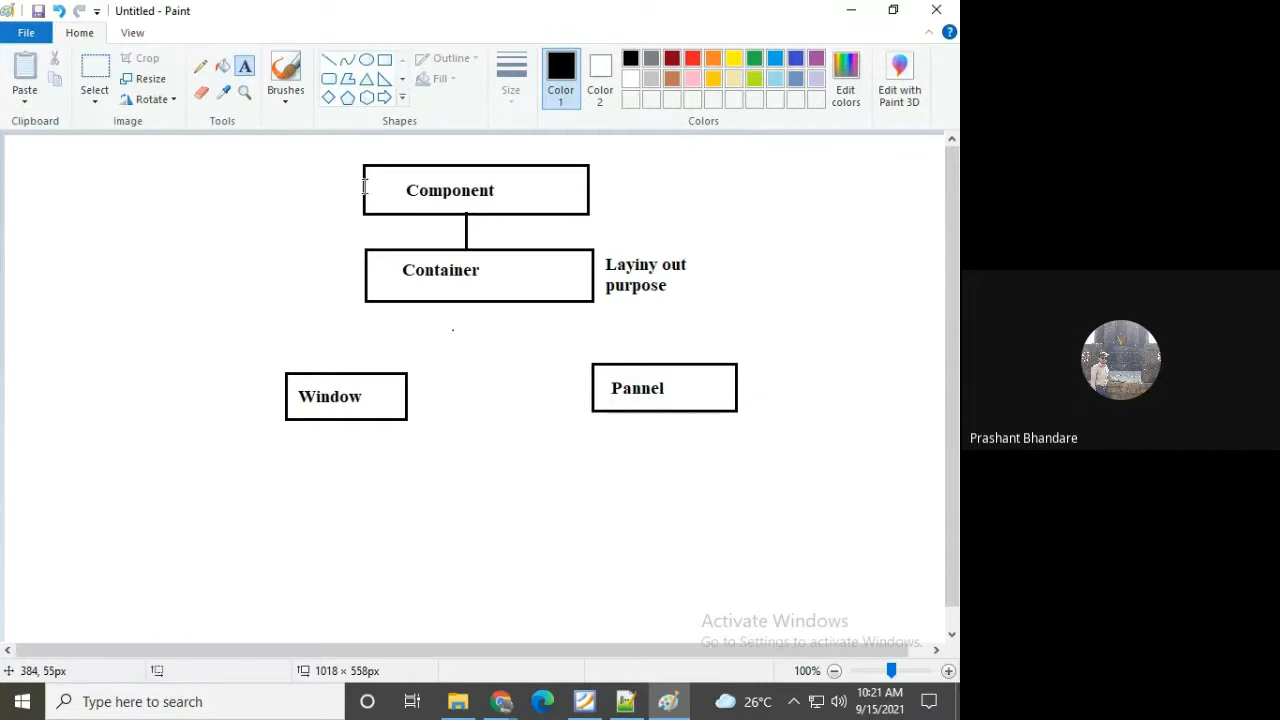 Untitled - Paint
File
Home
View
Paste
Select
Crop
Resize
Rotate
A
Brushes
Outline
Fill
Size
Color
1
Color
2
Edit
colors
Edit with
Paint 3D
Clipboard
Image
Tools
Shapes
Colors
Component
Container
Layiny out
purpose
Window
Pannel
Prashant Bhandare
Activate Windows
Go to Settings to activate Windows.
384, 55px
1018 × 558px
100%
Type here to search
26°C
10:21 AM
9/15/2021